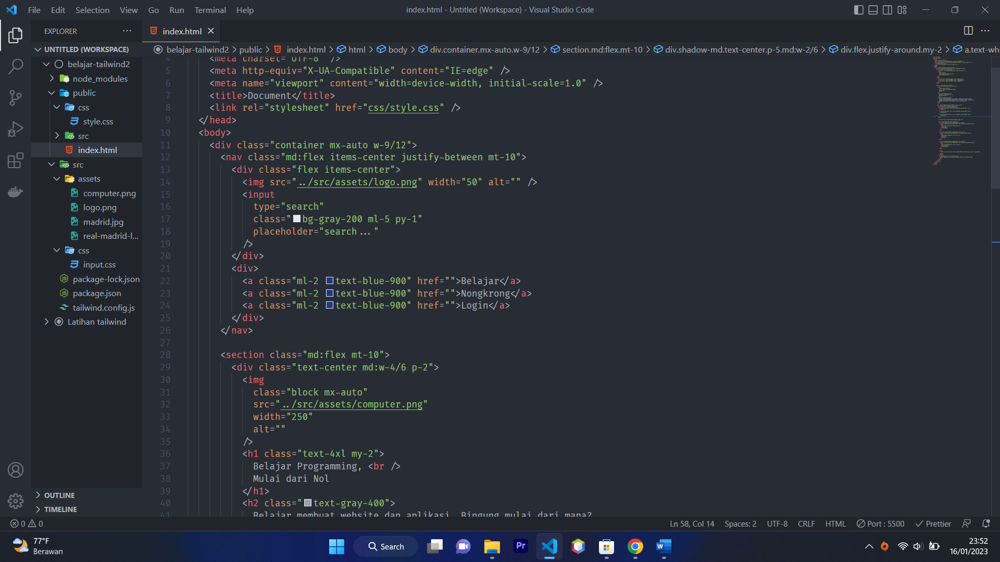 File Edit Selection View Go Run Terminal Help
index.html - Untitled (Workspace) - Visual Studio Code
EXPLORER
index.html
UNTITLED (WORKSPACE)
belajar-tailwind2 > public > index.html > html > body > div.container.mx-auto.w-9/12 > section.md:flex.mt-10 > div.shadow-md.text-center.p-5.md:w-2/6 > div.flex.justify-around.my-2 > a.text-whi
belajar-tailwind2
node_modules
public
css
style.css
src
index.html
src
assets
computer.png
logo.png
madrid.jpg
real-madrid-l...
css
input.css
package-lock.json
package.json
tailwind.config.js
Latihan tailwind
OUTLINE
TIMELINE
4 <meta charset="UTF-8" />
5 <meta http-equiv="X-UA-Compatible" content="IE=edge" />
6 <meta name="viewport" content="width=device-width, initial-scale=1.0" />
7 <title>Document</title>
8 <link rel="stylesheet" href="css/style.css" />
9 </head>
10 <body>
11 <div class="container mx-auto w-9/12">
12 <nav class="md:flex items-center justify-between mt-10">
13 <div class="flex items-center">
14 <img src="../src/assets/logo.png" width="50" alt="" />
15 <input
16 type="search"
17 class="bg-gray-200 ml-5 py-1"
18 placeholder="search..."
19 />
20 </div>
21 <div>
22 <a class="ml-2 text-blue-900" href="">Belajar</a>
23 <a class="ml-2 text-blue-900" href="">Nongkrong</a>
24 <a class="ml-2 text-blue-900" href="">Login</a>
25 </div>
26 </nav>
27
28 <section class="md:flex mt-10">
29 <div class="text-center md:w-4/6 p-2">
30 <img
31 class="block mx-auto"
32 src="../src/assets/computer.png"
33 width="250"
34 alt=""
35 />
36 <h1 class="text-4xl my-2">
37 Belajar Programming, <br />
38 Mulai dari Nol
39 </h1>
40 <h2 class="text-gray-400">
41 Belajar membuat website dan aplikasi. Bingung mulai dari mana?
0 0
Ln 58, Col 14 Spaces: 2 UTF-8 CRLF HTML Port : 5500 Prettier
77°F
Berawan
Search
Pr
W
23:52
16/01/2023